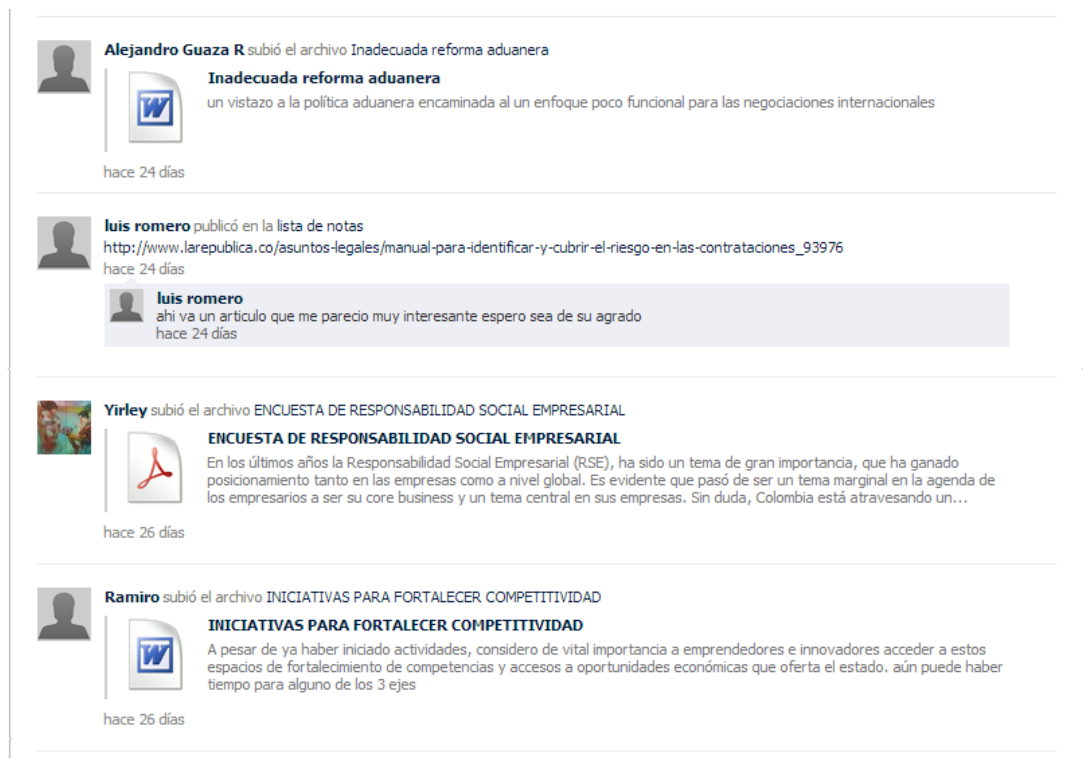 Alejandro Guaza R subió el archivo Inadecuada reforma aduanera
Inadecuada reforma aduanera
un vistazo a la política aduanera encaminada al un enfoque poco funcional para las negociaciones internacionales
hace 24 días
luis romero publicó en la lista de notas
http://www.larepublica.co/asuntos-legales/manual-para-identificar-y-cubrir-el-riesgo-en-las-contrataciones_93976
hace 24 días
luis romero
ahi va un articulo que me parecio muy interesante espero sea de su agrado
hace 24 días
Yirley subió el archivo ENCUESTA DE RESPONSABILIDAD SOCIAL EMPRESARIAL
ENCUESTA DE RESPONSABILIDAD SOCIAL EMPRESARIAL
En los últimos años la Responsabilidad Social Empresarial (RSE), ha sido un tema de gran importancia, que ha ganado
posicionamiento tanto en las empresas como a nivel global. Es evidente que pasó de ser un tema marginal en la agenda de
los empresarios a ser su core business y un tema central en sus empresas. Sin duda, Colombia está atravesando un...
hace 26 días
Ramiro subió el archivo INICIATIVAS PARA FORTALECER COMPETITIVIDAD
INICIATIVAS PARA FORTALECER COMPETITIVIDAD
A pesar de ya haber iniciado actividades, considero de vital importancia a emprendedores e innovadores acceder a estos
espacios de fortalecimiento de competencias y accesos a oportunidades económicas que oferta el estado. aún puede haber
tiempo para alguno de los 3 ejes
hace 26 días